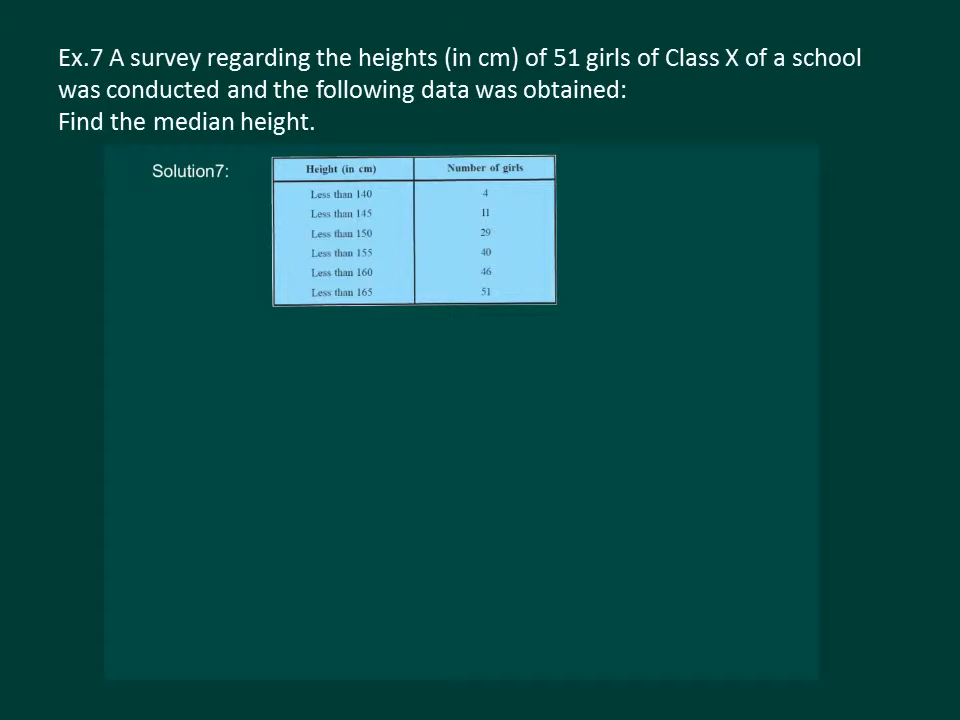 Ex.7 A survey regarding the heights (in cm) of 51 girls of Class X of a school
was conducted and the following data was obtained:
Find the median height.
Solution7:
Height (in cm) Number of girls
Less than 140 4
Less than 145 11
Less than 150 29
Less than 155 40
Less than 160 46
Less than 165 51